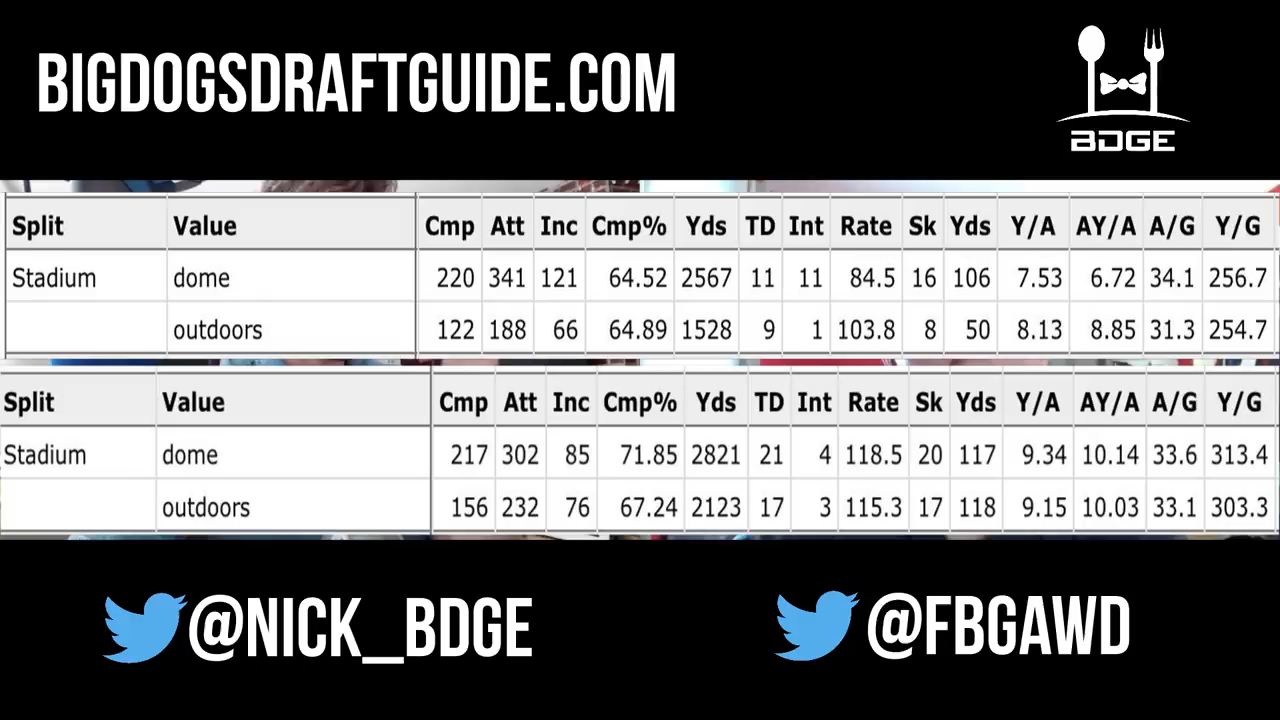 BIGDOGSDRAFTGUIDE.COM
BDGE
Split Value Cmp Att Inc Cmp% Yds TD Int Rate Sk Yds Y/A AY/A A/G Y/G
Stadium dome 220 341 121 64.52 2567 11 11 84.5 16 106 7.53 6.72 34.1 256.7
outdoors 122 188 66 64.89 1528 9 1 103.8 8 50 8.13 8.85 31.3 254.7
Split Value Cmp Att Inc Cmp% Yds TD Int Rate Sk Yds Y/A AY/A A/G Y/G
Stadium dome 217 302 85 71.85 2821 21 4 118.5 20 117 9.34 10.14 33.6 313.4
outdoors 156 232 76 67.24 2123 17 3 115.3 17 118 9.15 10.03 33.1 303.3
@NICK_BDGE @FBGAWD